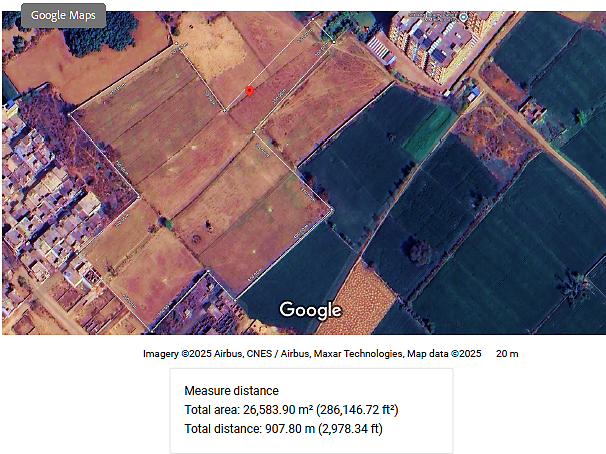 Google Maps
Google
Imagery ©2025 Airbus, CNES / Airbus, Maxar Technologies, Map data ©2025 20 m
Measure distance
Total area: 26,583.90 m² (286,146.72 ft²)
Total distance: 907.80 m (2,978.34 ft)